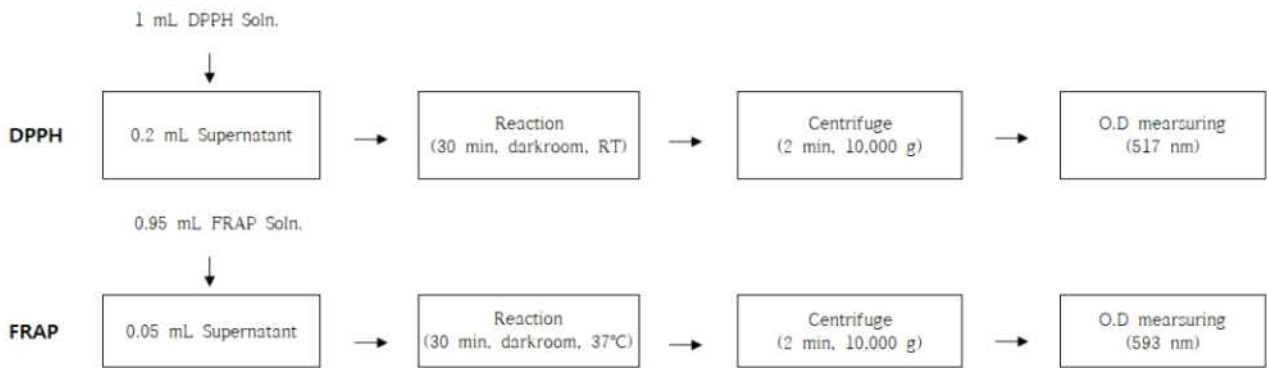 1 mL DPPH Soln.
DPPH
0.2 mL Supernatant
Reaction
(30 min, darkroom, RT)
Centrifuge
(2 min, 10,000 g)
O.D mearsuring
(517 nm)
0.95 mL FRAP Soln.
FRAP
0.05 mL Supernatant
Reaction
(30 min, darkroom, 37℃)
Centrifuge
(2 min, 10,000 g)
O.D mearsuring
(593 nm)